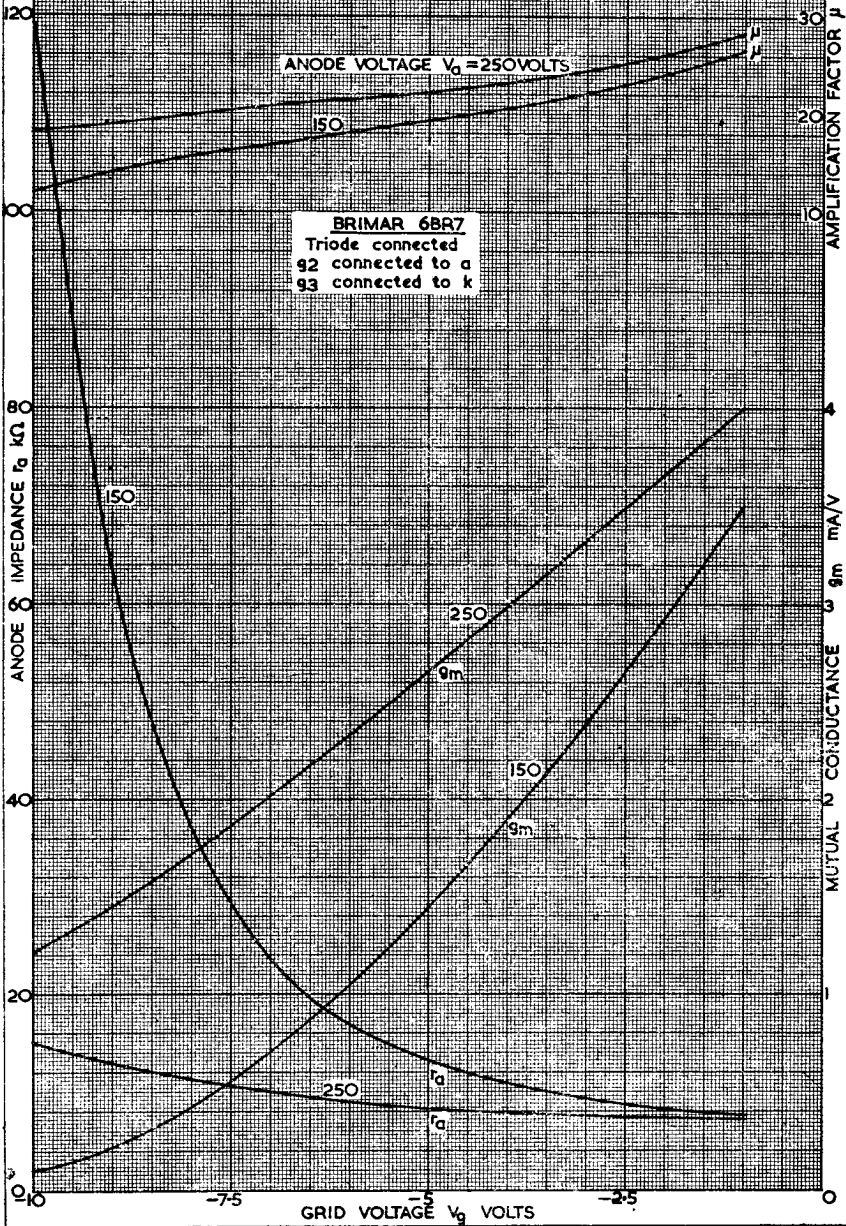 120
30
AMPLIFICATION FACTOR μ
μ
μ
ANODE VOLTAGE Va = 250 VOLTS
150
20
100
10
BRIMAR 6BR7
Triode connected
g2 connected to a
g3 connected to k
80
4
ANODE IMPEDANCE ra kΩ
150
MUTUAL CONDUCTANCE gm mA/V
60
3
250
gm
150
40
2
gm
20
1
ra
250
ra
0
-10
-7·5
-5
-2·5
0
GRID VOLTAGE Vg VOLTS